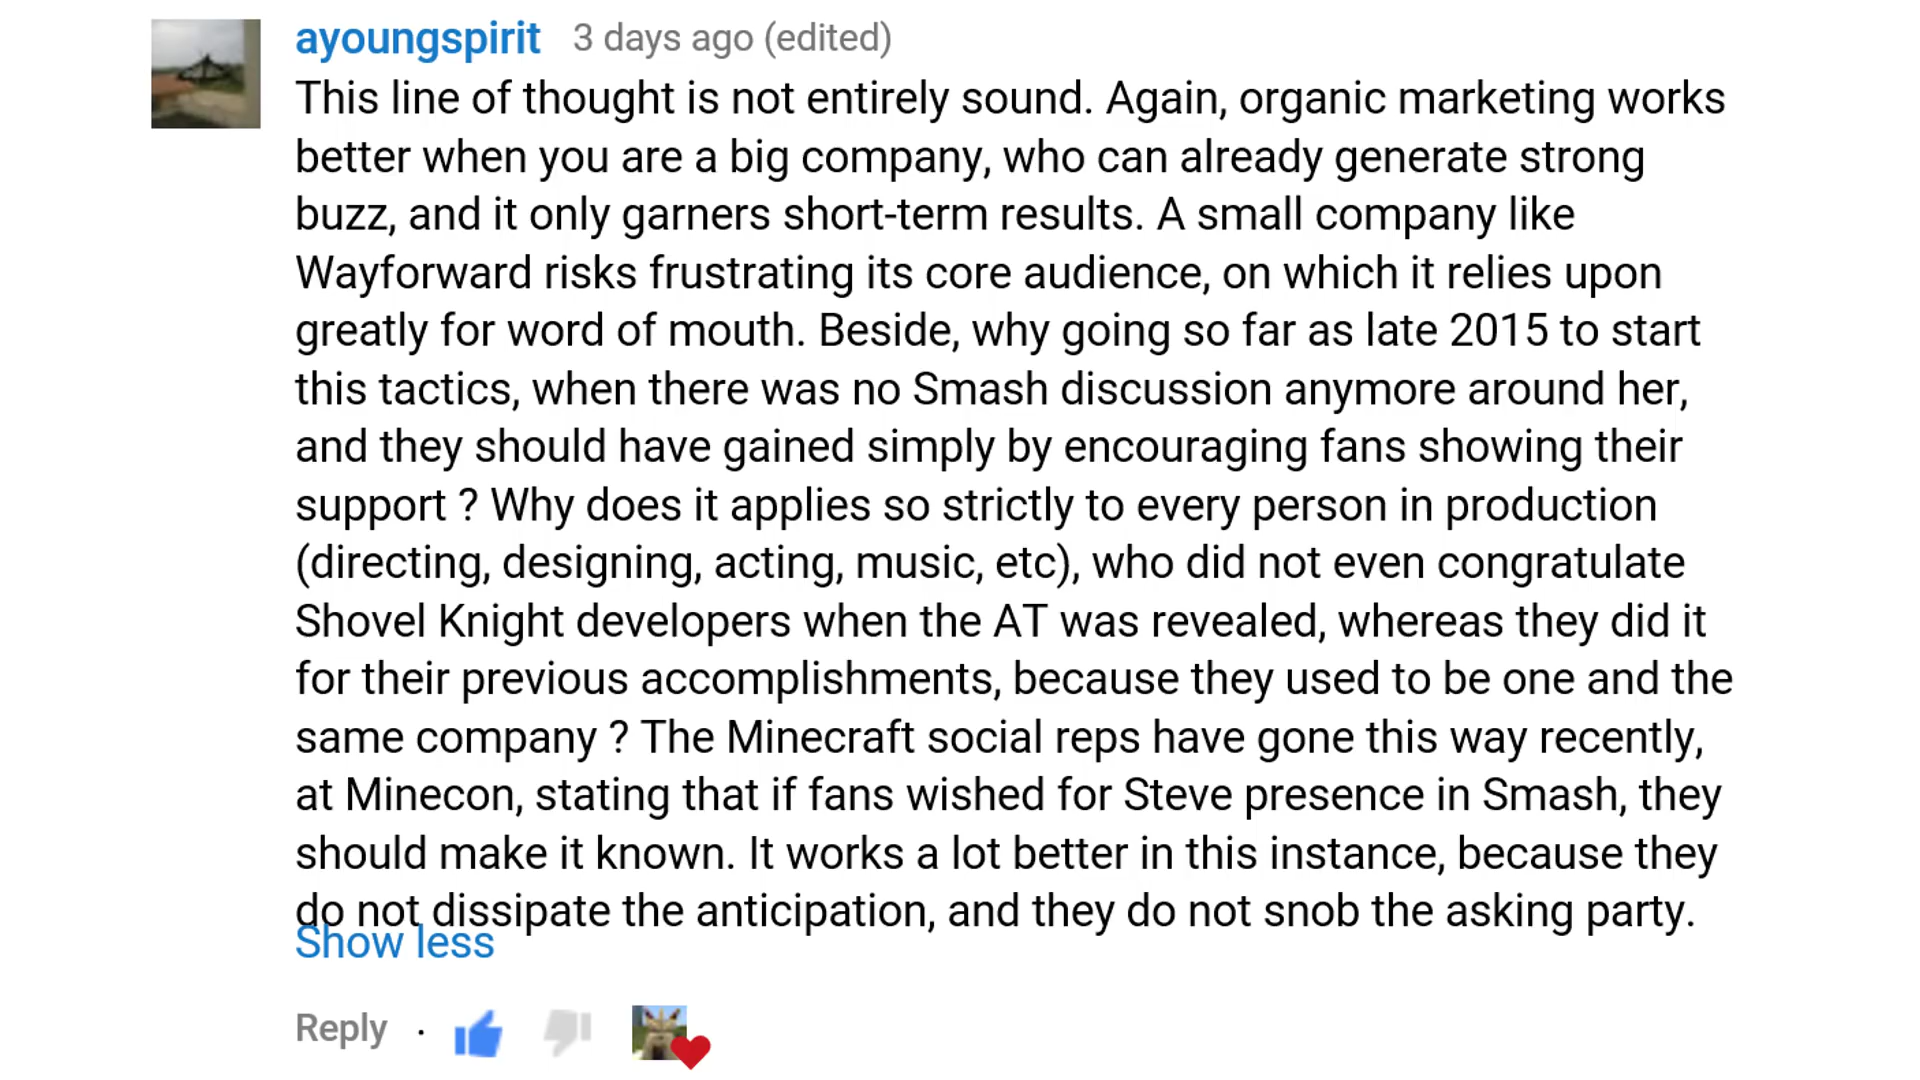 ayoungspirit 3 days ago (edited)
This line of thought is not entirely sound. Again, organic marketing works
better when you are a big company, who can already generate strong
buzz, and it only garners short-term results. A small company like
Wayforward risks frustrating its core audience, on which it relies upon
greatly for word of mouth. Beside, why going so far as late 2015 to start
this tactics, when there was no Smash discussion anymore around her,
and they should have gained simply by encouraging fans showing their
support ? Why does it applies so strictly to every person in production
(directing, designing, acting, music, etc), who did not even congratulate
Shovel Knight developers when the AT was revealed, whereas they did it
for their previous accomplishments, because they used to be one and the
same company ? The Minecraft social reps have gone this way recently,
at Minecon, stating that if fans wished for Steve presence in Smash, they
should make it known. It works a lot better in this instance, because they
do not dissipate the anticipation, and they do not snob the asking party.
Show less
Reply ·